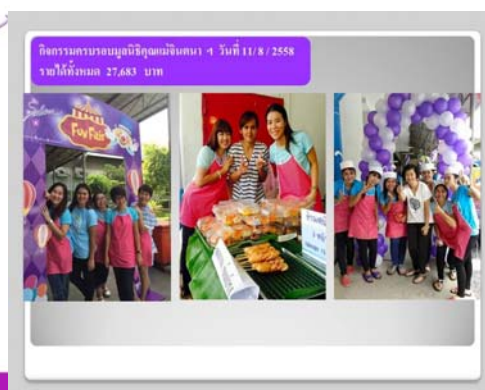 กิจกรรมครบรอบมูลนิธิคุณแม่จินตนา ฯ วันที่ 11/ 8 / 2558
รายได้ทั้งหมด 27,683 บาท
Fuy Fair